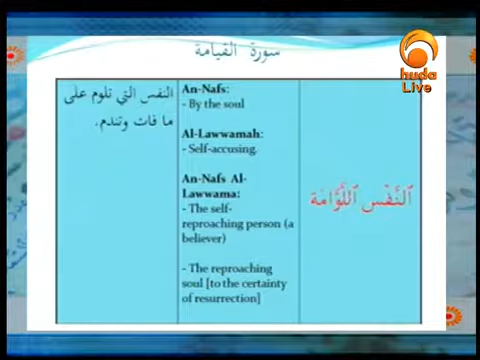 سورة القيامة
huda
Live
النفس التي تلوم على
ما فات وتندم.
An-Nafs:
- By the soul
Al-Lawwamah:
- Self-accusing.
An-Nafs Al-
Lawwama:
- The self-
reproaching person (a
believer)
- The reproaching
soul [to the certainty
of resurrection]
ٱلنَّفْسِ ٱللَّوَّامَة